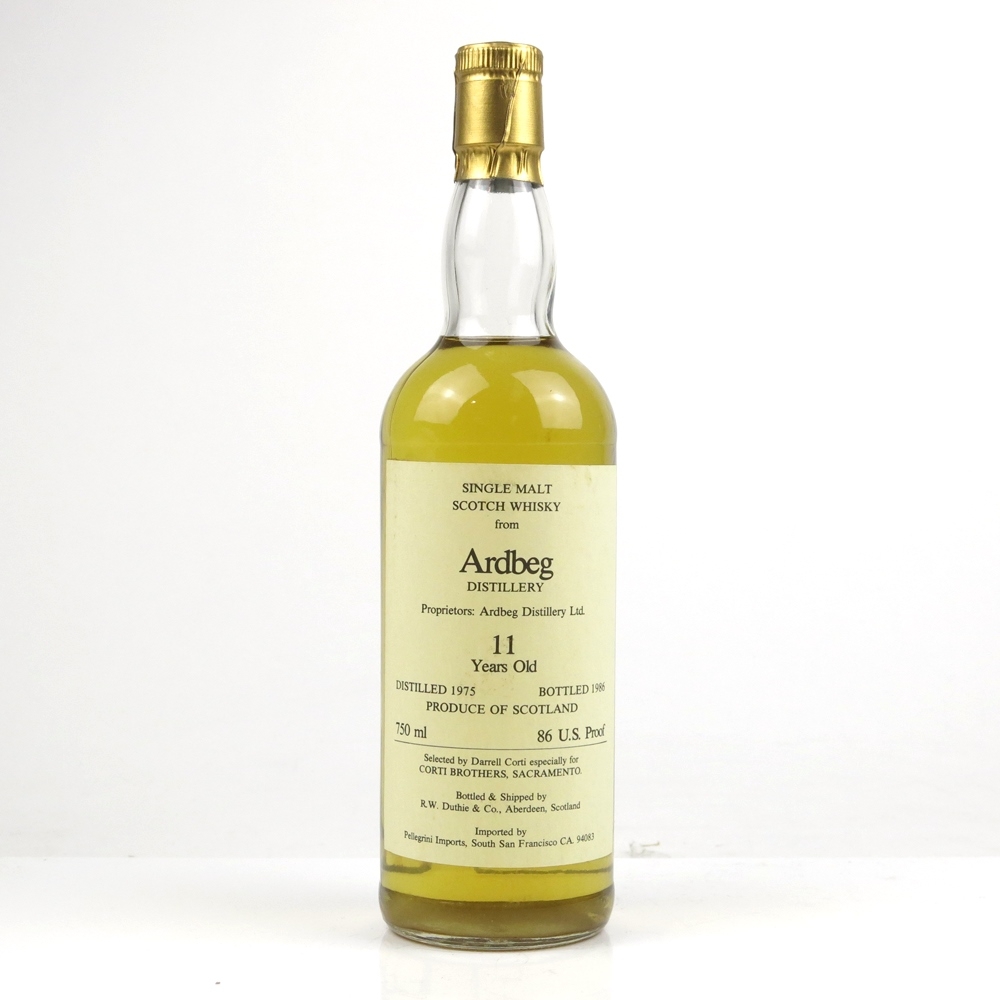 SINGLE MALT
SCOTCH WHISKY
from
Ardbeg
DISTILLERY
Proprietors: Ardbeg Distillery Ltd.
11
Years Old
DISTILLED 1975 BOTTLED 1986
PRODUCE OF SCOTLAND
750 ml 86 U.S. Proof
Selected by Darrell Corti especially for
CORTI BROTHERS, SACRAMENTO.
Bottled & Shipped by
R.W. Duthie & Co., Aberdeen, Scotland
Imported by
Pellegrini Imports, South San Francisco CA. 94083